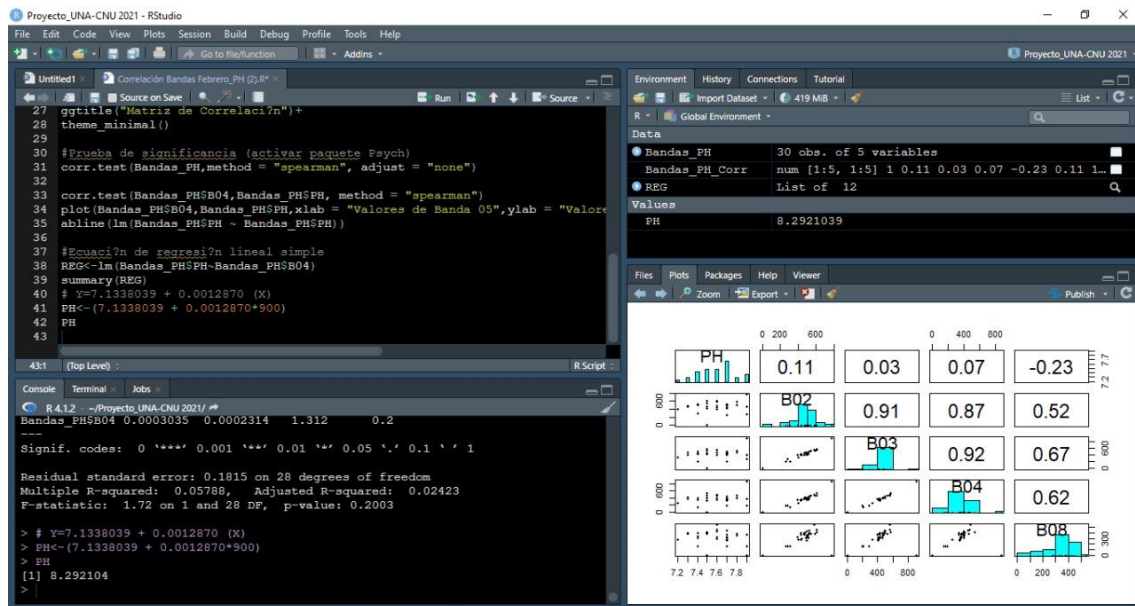 Proyecto_UNA-CNU 2021 - RStudio
File Edit Code View Plots Session Build Debug Profile Tools Help
Go to file/function Addins Proyecto_UNA-CNU 2021
Untitled1 Correlación Bandas Febrero_PH (2).R*
Source on Save Run Source
27 ggtitle("Matriz de Correlaci?n")+
28 theme_minimal()
29
30 #Prueba de significancia (activar paquete Psych)
31 corr.test(Bandas_PH,method = "spearman", adjust = "none")
32
33 corr.test(Bandas_PH$B04,Bandas_PH$PH, method = "spearman")
34 plot(Bandas_PH$B04,Bandas_PH$PH,xlab = "Valores de Banda 05",ylab = "Valore
35 abline(lm(Bandas_PH$PH ~ Bandas_PH$PH))
36
37 #Ecuaci?n de regresi?n lineal simple
38 REG<-lm(Bandas_PH$PH~Bandas_PH$B04)
39 summary(REG)
40 # Y=7.1338039 + 0.0012870 (X)
41 PH<-(7.1338039 + 0.0012870*900)
42 PH
43
43:1 (Top Level) R Script
Console Terminal Jobs
R 4.1.2 · ~/Proyecto_UNA-CNU 2021/
Bandas_PH$B04 0.0003035 0.0002314 1.312 0.2
---
Signif. codes: 0 '***' 0.001 '**' 0.01 '*' 0.05 '.' 0.1 ' ' 1
Residual standard error: 0.1815 on 28 degrees of freedom
Multiple R-squared: 0.05788, Adjusted R-squared: 0.02423
F-statistic: 1.72 on 1 and 28 DF, p-value: 0.2003
> # Y=7.1338039 + 0.0012870 (X)
> PH<-(7.1338039 + 0.0012870*900)
> PH
[1] 8.292104
>
Environment History Connections Tutorial
Import Dataset 419 MiB List
R Global Environment
Data
Bandas_PH 30 obs. of 5 variables
Bandas_PH_Corr num [1:5, 1:5] 1 0.11 0.03 0.07 -0.23 0.11 1...
REG List of 12
Values
PH 8.2921039
Files Plots Packages Help Viewer
Zoom Export Publish
0 200 600 0 400 800
PH 0.11 0.03 0.07 -0.23 7.2 7.7
0 600 B02 0.91 0.87 0.52
B03 0.92 0.67 0 600
0 600 B04 0.62
B08 0 300
7.2 7.4 7.6 7.8 0 400 800 0 200 400